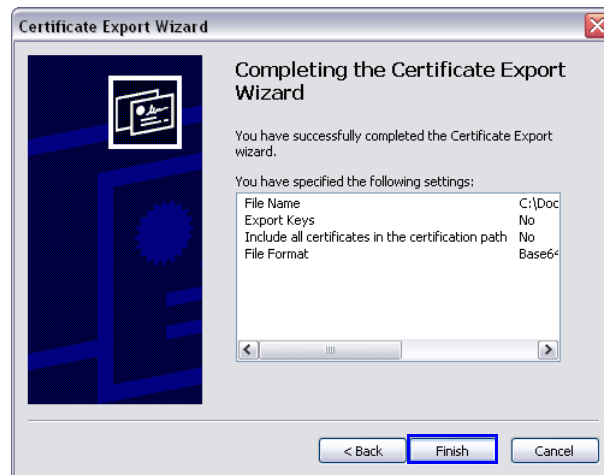 Certificate Export Wizard
Completing the Certificate Export
Wizard
You have successfully completed the Certificate Export
wizard.
You have specified the following settings:
File Name C:\Doc
Export Keys No
Include all certificates in the certification path No
File Format Base64
< Back Finish Cancel